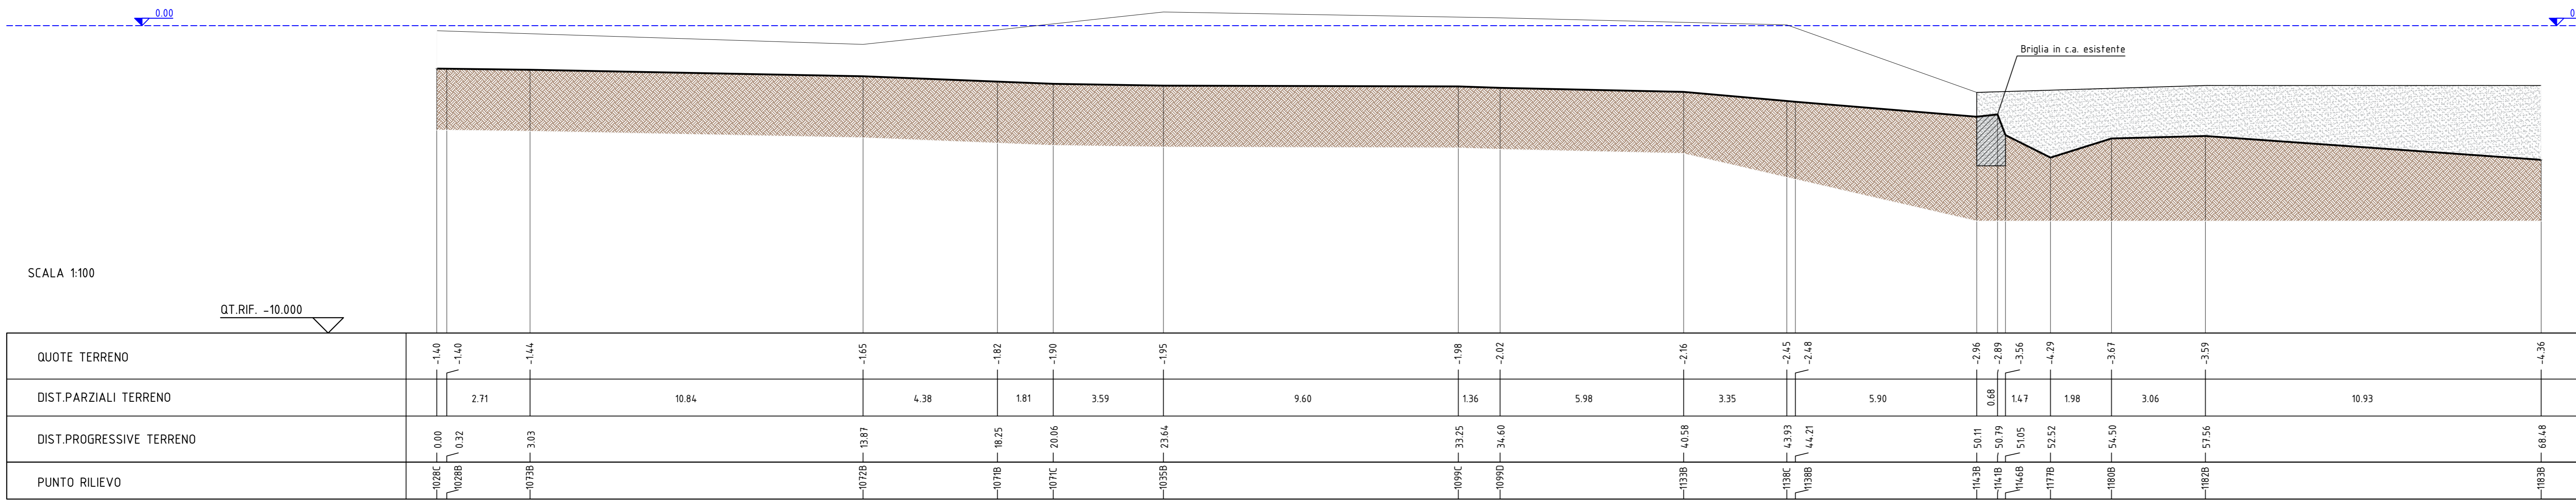 0.00
0
Briglia in c.a. esistente
SCALA 1:100
QT.RIF. -10.000
QUOTE TERRENO -1.40 -1.40 -1.44 -1.65 -1.82 -1.90 -1.95 -1.98 -2.02 -2.16 -2.45 -2.48 -2.96 -2.89 -3.56 -4.29 -3.67 -3.59 -4.36
DIST.PARZIALI TERRENO 2.71 10.84 4.38 1.81 3.59 9.60 1.36 5.98 3.35 5.90 0.68 1.47 1.98 3.06 10.93
DIST.PROGRESSIVE TERRENO 0.00 0.32 3.03 13.87 18.25 20.06 23.64 33.25 34.60 40.58 43.93 44.21 50.11 50.79 51.05 52.52 54.50 57.56 68.48
PUNTO RILIEVO 1028C 1028B 1073B 1072B 1071B 1071C 1035B 1099C 1099D 1133B 1138C 1138B 1143B 1141B 1146B 1177B 1180B 1182B 1183B